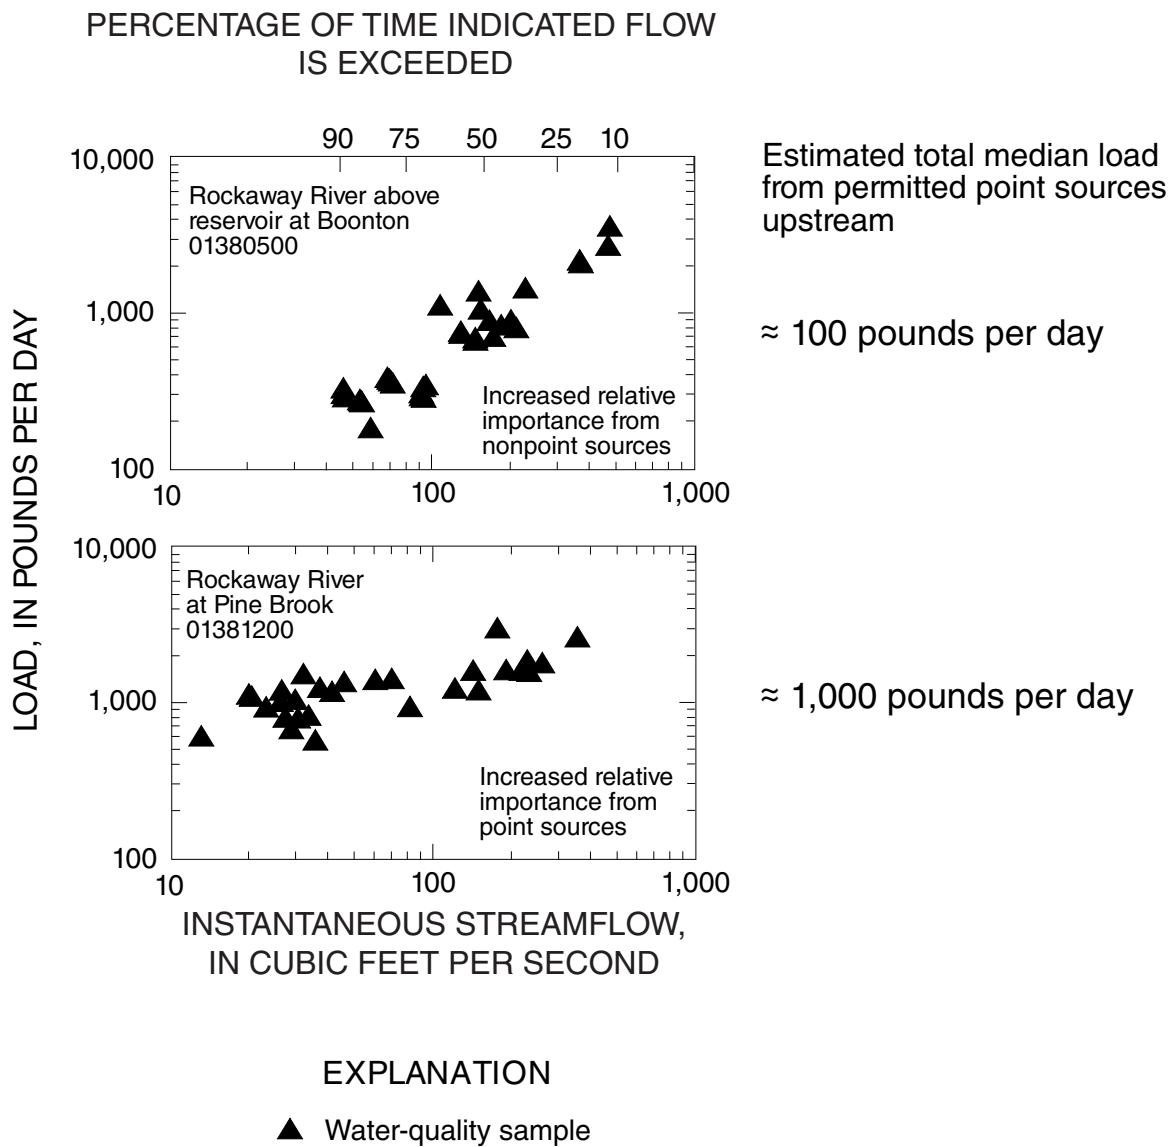 PERCENTAGE OF TIME INDICATED FLOW
IS EXCEEDED
90 75 50 25 10
10,000
1,000
100
10 100 1,000
Rockaway River above
reservoir at Boonton
01380500
Increased relative
importance from
nonpoint sources
Estimated total median load
from permitted point sources
upstream
≈ 100 pounds per day
LOAD, IN POUNDS PER DAY
10,000
1,000
100
10 100 1,000
Rockaway River
at Pine Brook
01381200
Increased relative
importance from
point sources
≈ 1,000 pounds per day
INSTANTANEOUS STREAMFLOW,
IN CUBIC FEET PER SECOND
EXPLANATION
Water-quality sample